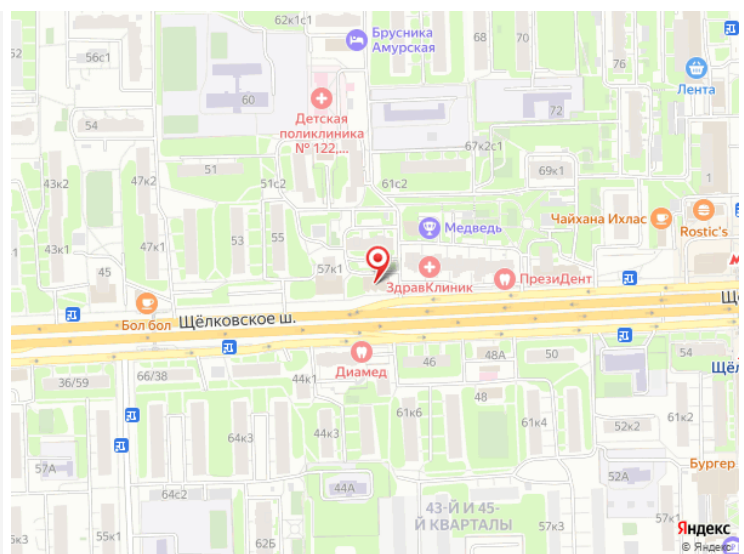 62к1с1
Брусника
Амурская
68
70
56с1
76
Лента
60
Детская
поликлиника
№ 122,...
72
54
51
43к2
47к2
51с2
61с2
69к1
1
Чайхана Ихлас
Rostic's
Медведь
53
55
43к1
47к1
57к1
45
ЗдравКлиник
ПрезиДент
Бол бол
Щёлковское ш.
Диамед
46
48А
50
54
36/59
66/38
44к1
48
61к6
61к4
61к2
64к3
44к3
52к2
57А
44А
52А
Бургер
64с2
43-Й И 45-
Й КВАРТАЛЫ
57к3
55к1
62Б
Яндекс
© Яндекс